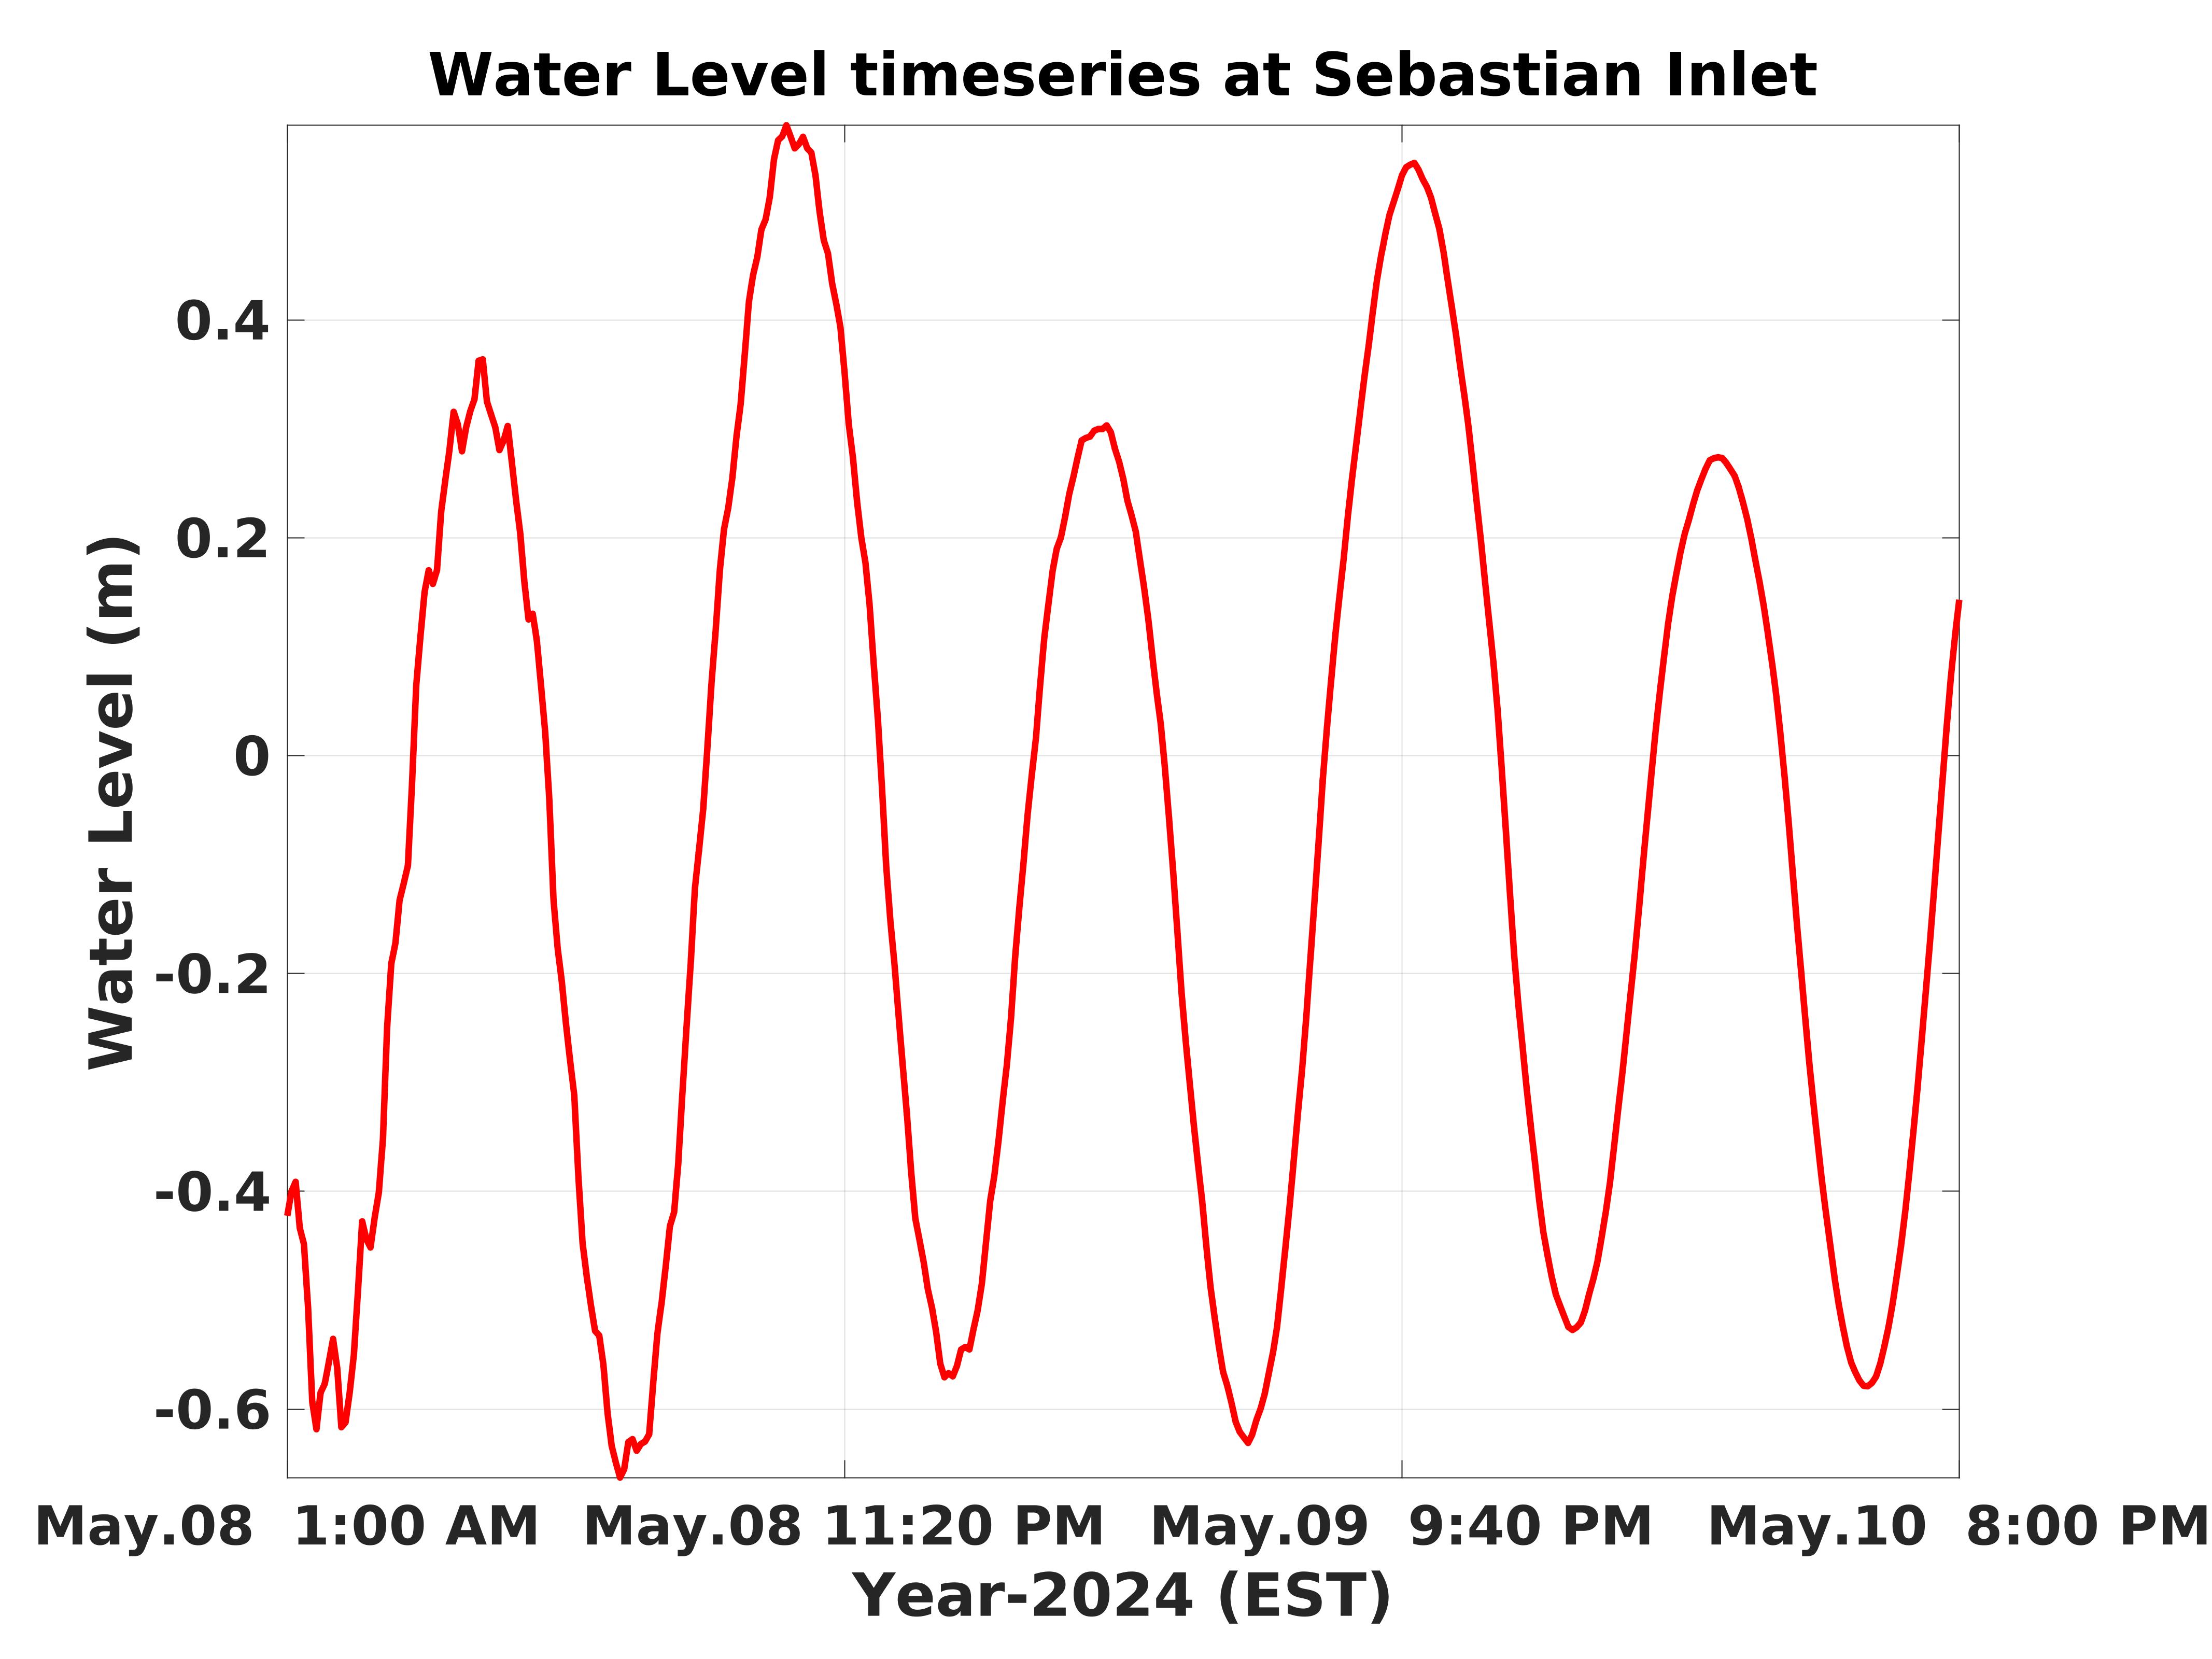 Water Level timeseries at Sebastian Inlet
Water Level (m)
0.4
0.2
0
-0.2
-0.4
-0.6
May.08 1:00 AM May.08 11:20 PM May.09 9:40 PM May.10 8:00 PM
Year-2024 (EST)